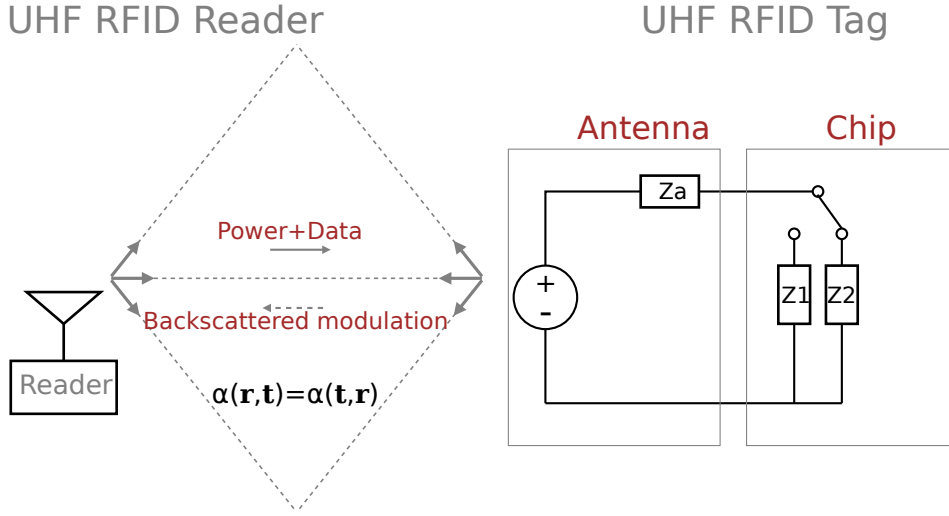 UHF RFID Reader
UHF RFID Tag
Antenna
Chip
Za
Power+Data
+
-
Z1
Z2
Backscattered modulation
Reader
α(r,t)=α(t,r)